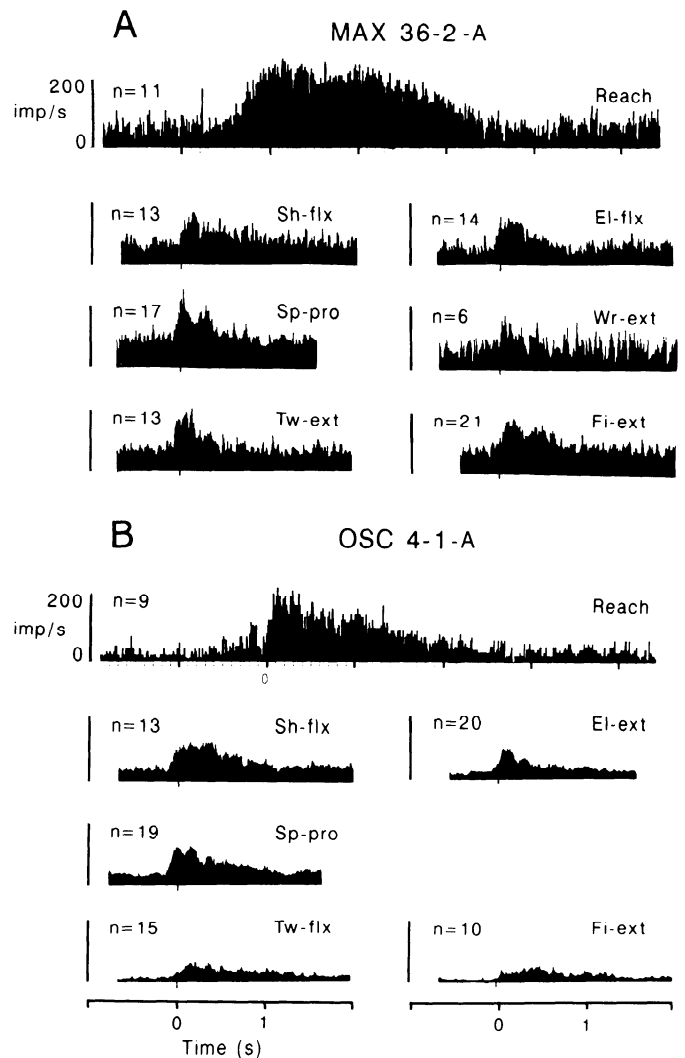 A
MAX 36-2-A
200
imp/s
0
n=11
Reach
n=13
Sh-flx
n=14
El-flx
n=17
Sp-pro
n=6
Wr-ext
n=13
Tw-ext
n=21
Fi-ext
B
OSC 4-1-A
200
imp/s
0
n=9
Reach
0
n=13
Sh-flx
n=20
El-ext
n=19
Sp-pro
n=15
Tw-flx
n=10
Fi-ext
0 1
0 1
Time (s)